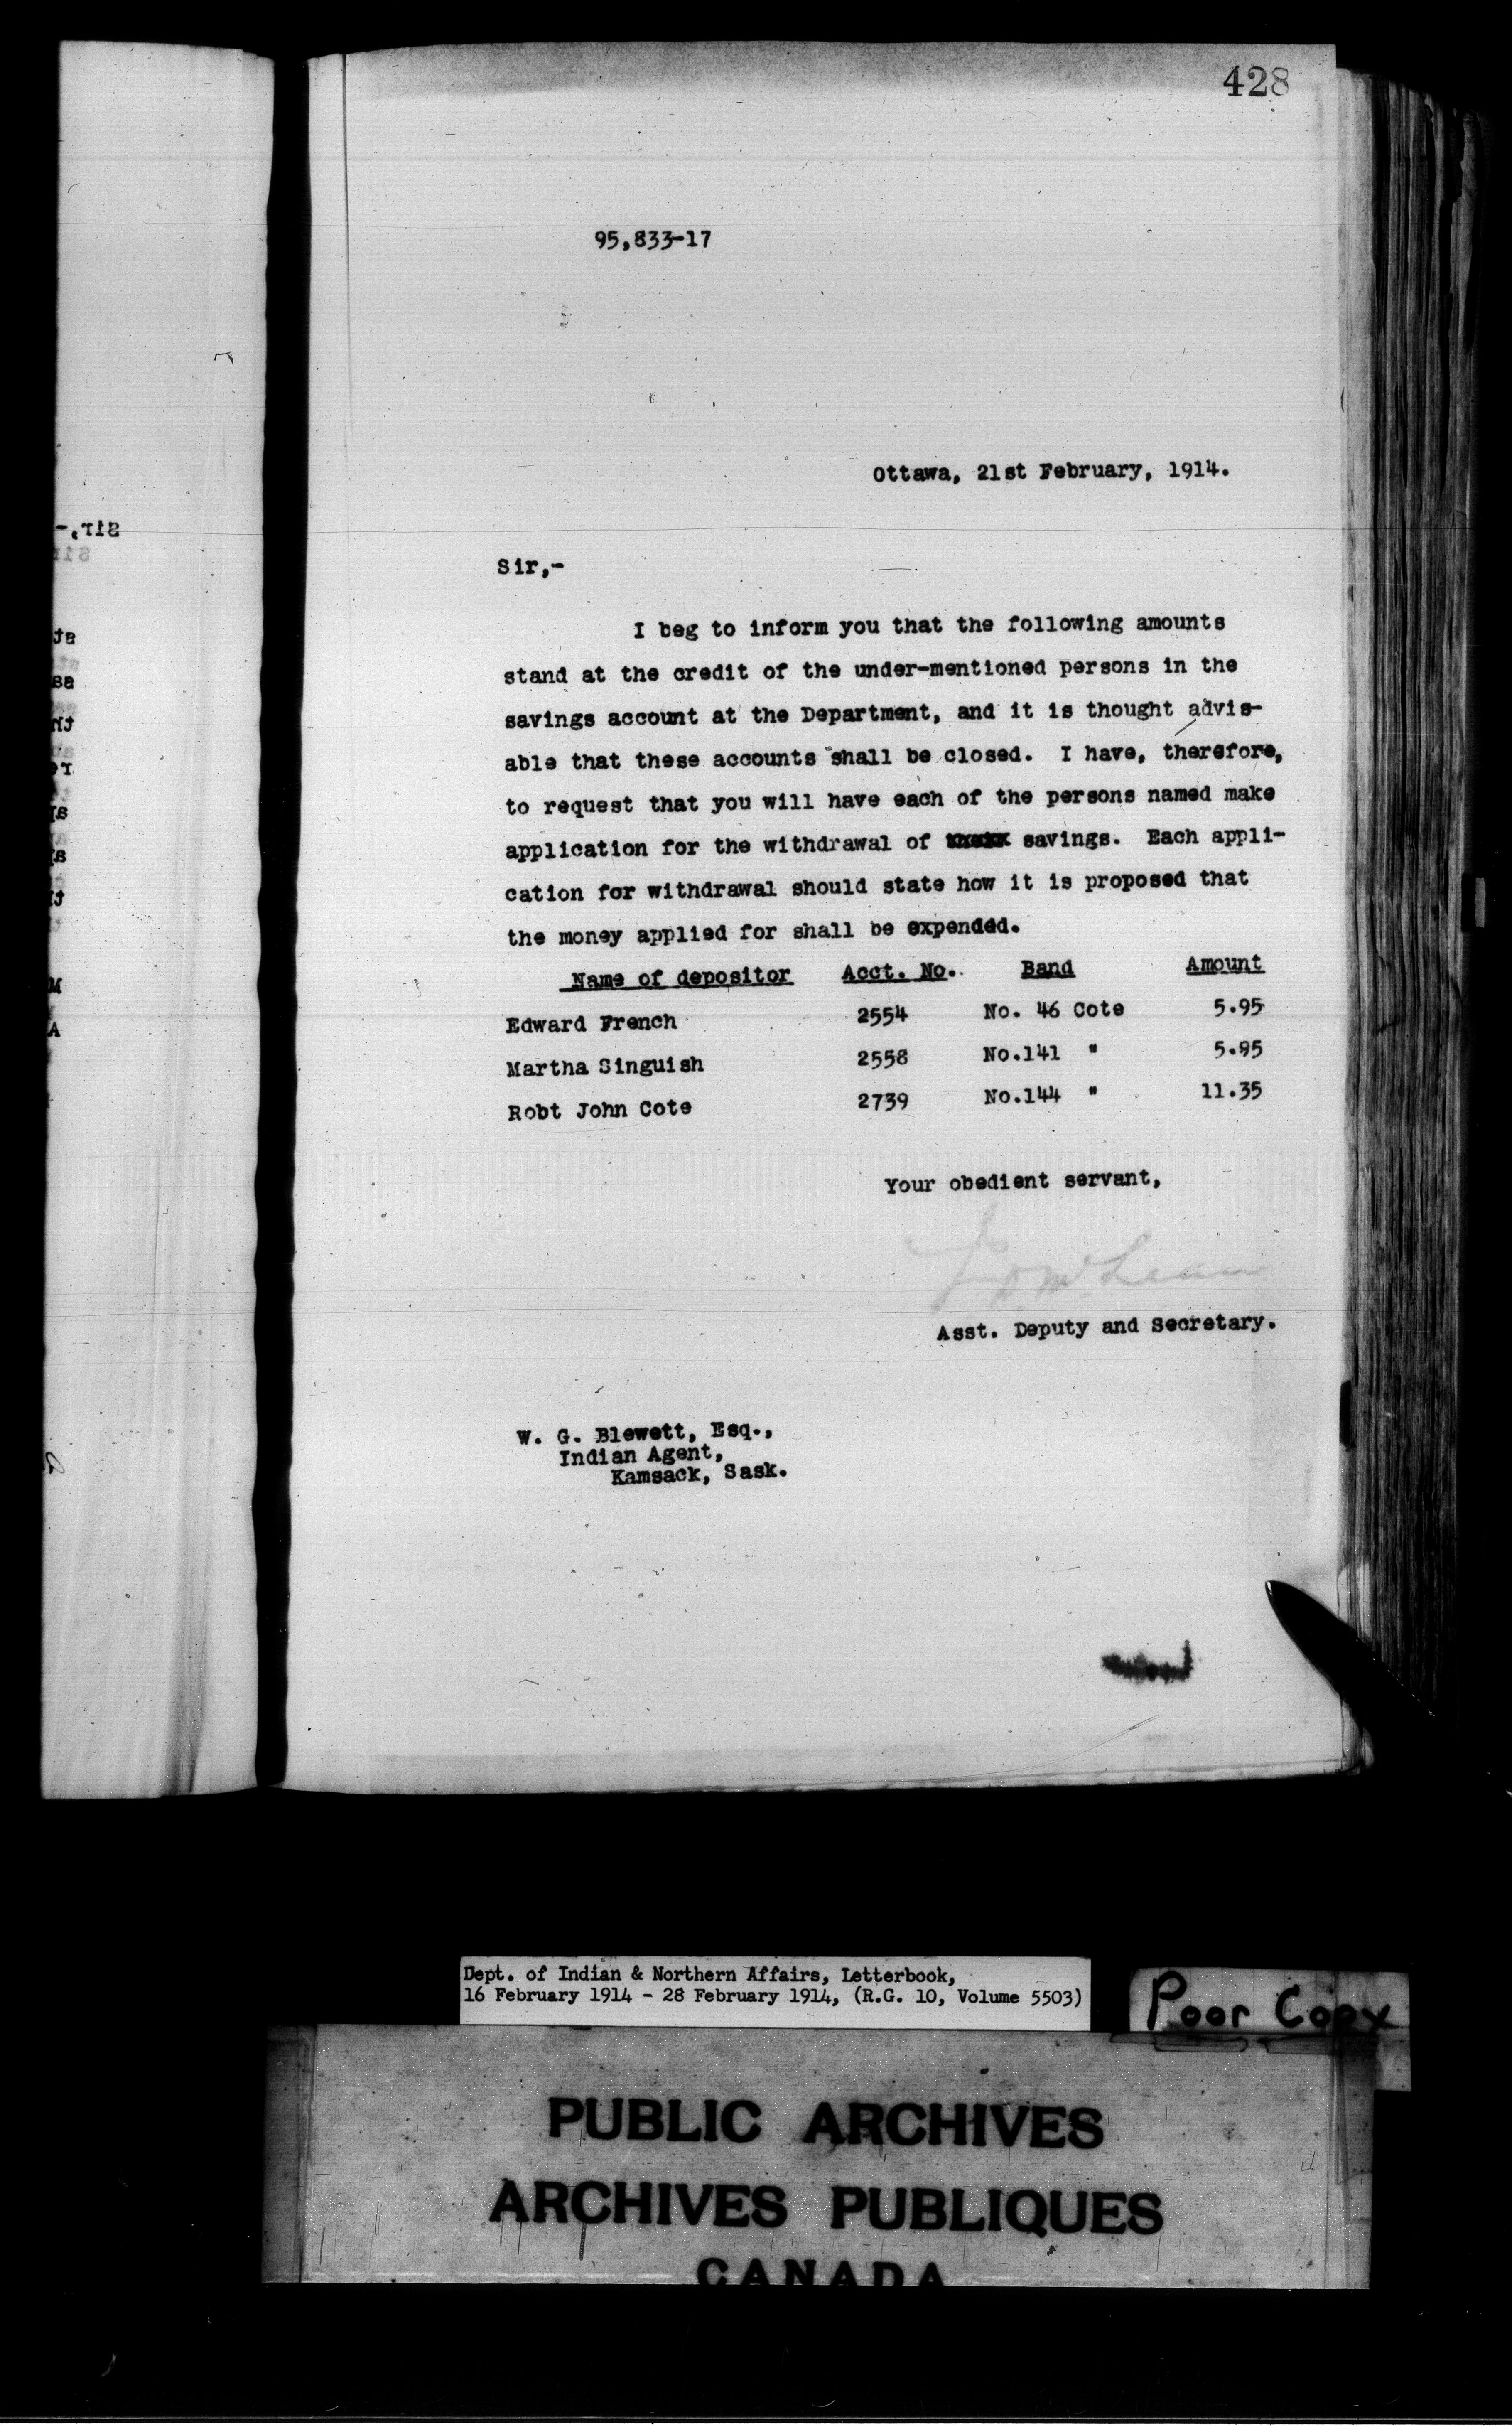 428
95,833-17
Ottawa, 21st February, 1914.
Sir,-
I beg to inform you that the following amounts
stand at the credit of the under-mentioned persons in the
savings account at the Department, and it is thought advis-
able that these accounts shall be closed. I have, therefore,
to request that you will have each of the persons named make
application for the withdrawal of savings. Each appli-
cation for withdrawal should state how it is proposed that
the money applied for shall be expended.
Name of depositor Acct. No. Band Amount
Edward French 2554 No. 46 Cote 5.95
Martha Singuish 2558 No.141 " 5.95
Robt John Cote 2739 No.144 " 11.35
Your obedient servant,
J. D. McLean
Asst. Deputy and Secretary.
W. G. Blewett, Esq.,
Indian Agent,
Kamsack, Sask.
Dept. of Indian & Northern Affairs, Letterbook,
16 February 1914 - 28 February 1914, (R.G. 10, Volume 5503)
Poor Copy
PUBLIC ARCHIVES
ARCHIVES PUBLIQUES
CANADA